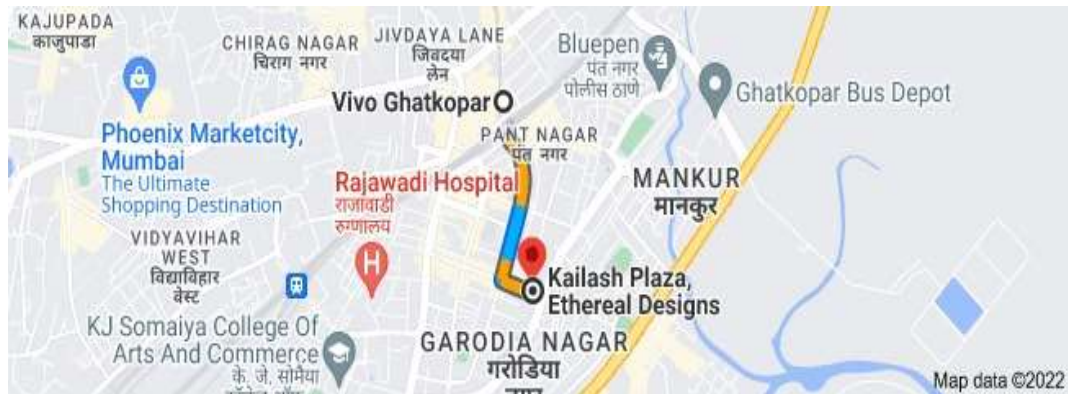 KAJUPADA
काजुपाडा
CHIRAG NAGAR
चिराग नगर
JIVDAYA LANE
जिवदया
लेन
Bluepen
पंत नगर
पोलीस ठाणे
Vivo Ghatkopar
Ghatkopar Bus Depot
Phoenix Marketcity,
Mumbai
The Ultimate
Shopping Destination
PANT NAGAR
पंत नगर
Rajawadi Hospital
राजावाडी
रुग्णालय
H
MANKUR
मानकुर
VIDYAVIHAR
WEST
विद्याविहार
वेस्ट
Kailash Plaza,
Ethereal Designs
KJ Somaiya College Of
Arts And Commerce
के. जे. सोमैया
GARODIA NAGAR
गरोडिया
Map data ©2022